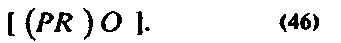 [ (PR) O ]. (46)